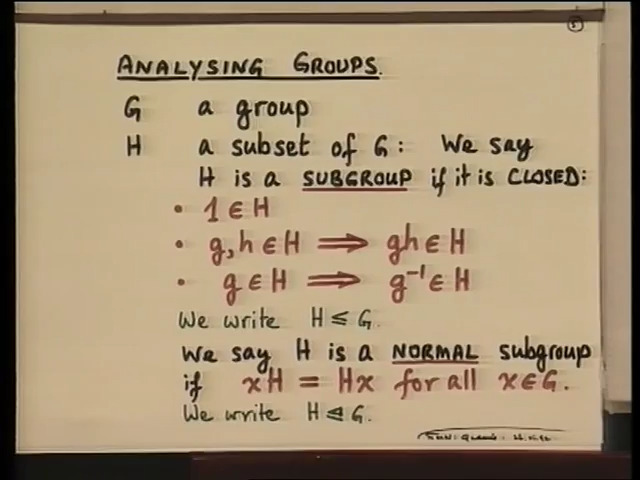 5
ANALYSING GROUPS.
G a group
H a subset of G: We say
H is a SUBGROUP if it is CLOSED:
• 1 ∈ H
• g, h ∈ H ⟹ gh ∈ H
• g ∈ H ⟹ g⁻¹ ∈ H
We write H ≤ G.
We say H is a NORMAL subgroup
if xH = Hx for all x ∈ G.
We write H ⊲ G.